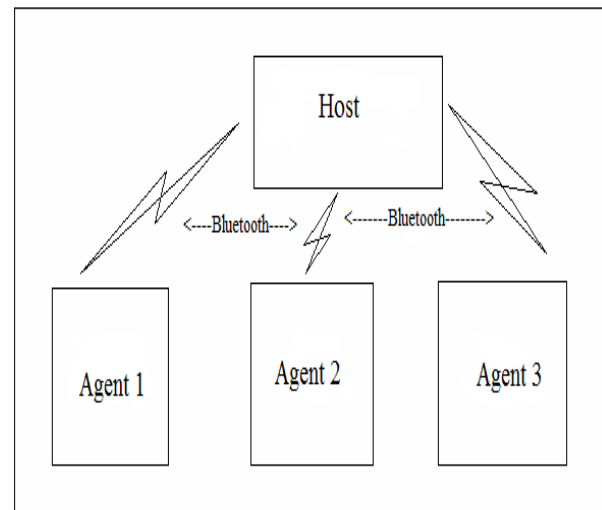 Host
<----Bluetooth---->
<-------Bluetooth-------->
Agent 1
Agent 2
Agent 3